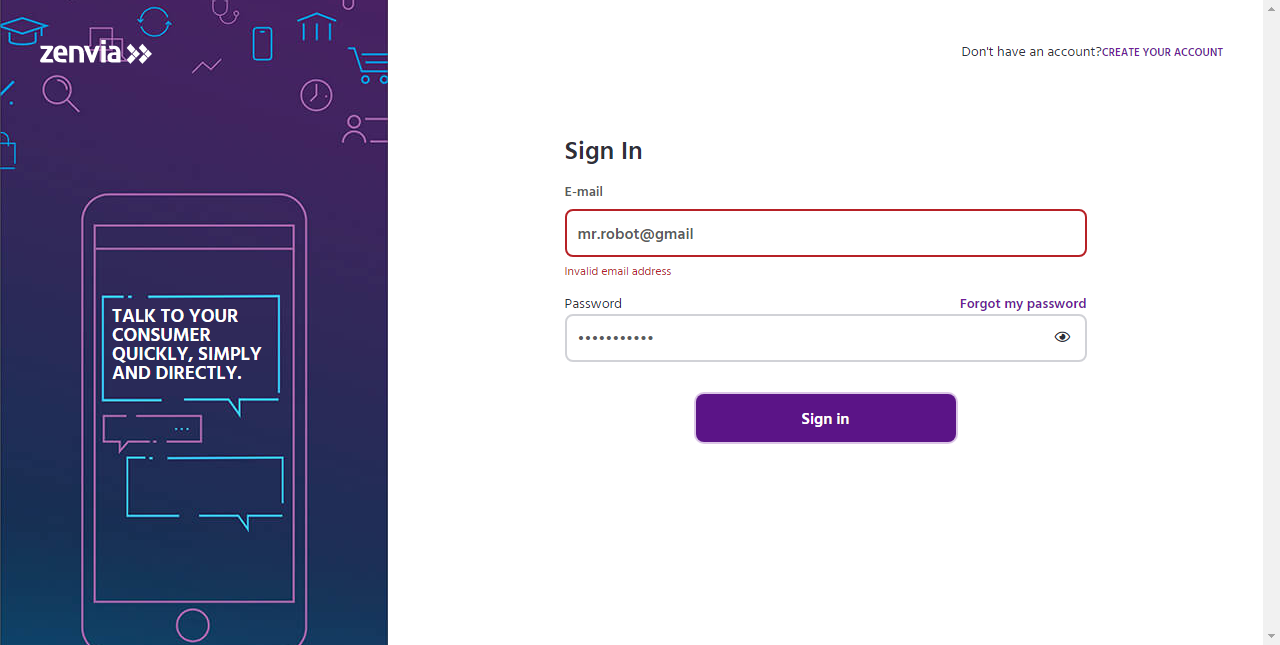 zenvia
Don't have an account?CREATE YOUR ACCOUNT
Sign In
E-mail
mr.robot@gmail
Invalid email address
Password
Forgot my password
•••••••••••
Sign in
TALK TO YOUR
CONSUMER
QUICKLY, SIMPLY
AND DIRECTLY.
...